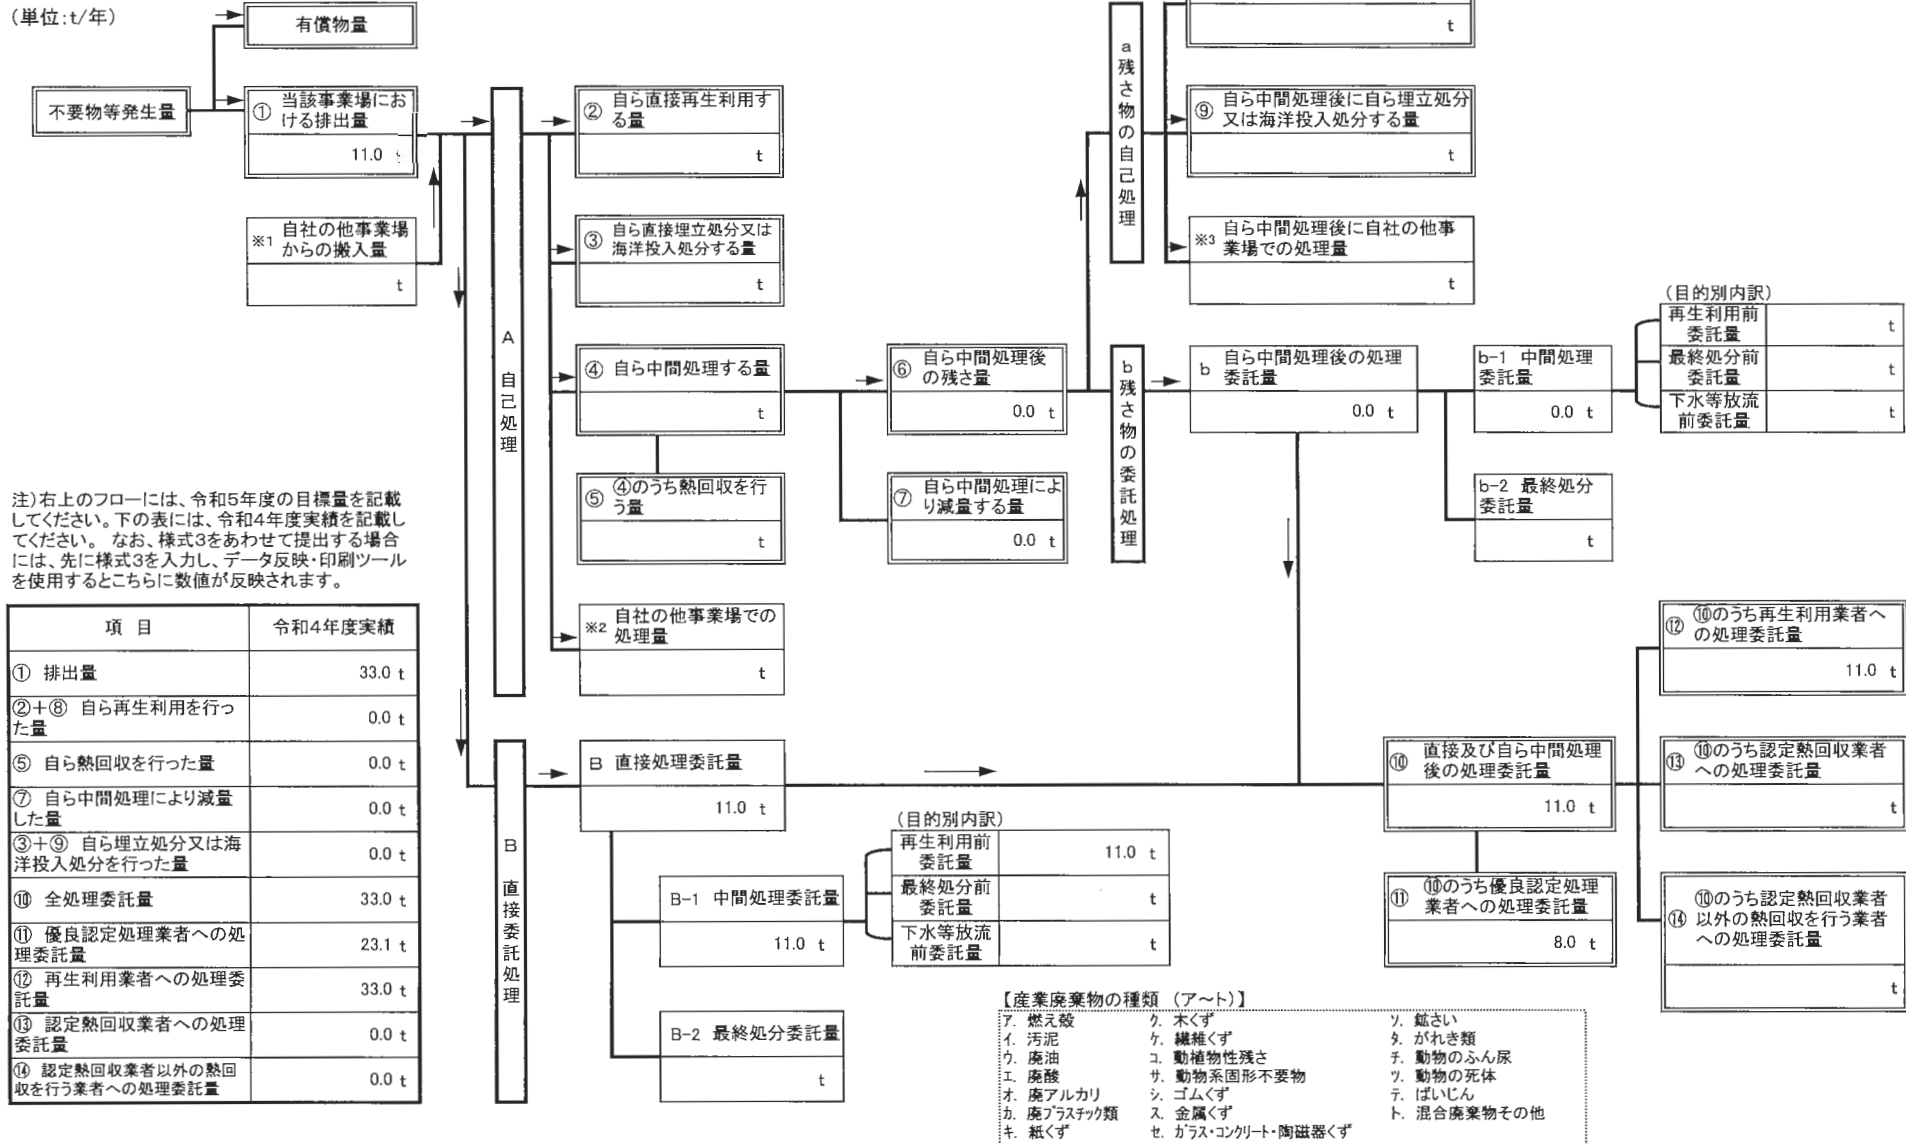 (単位:t/年)
有償物量
不要物等発生量
① 当該事業場にお
ける排出量
11.0 t
※1 自社の他事業場
からの搬入量
t
A 自己処理
② 自ら直接再生利用す
る量
t
③ 自ら直接埋立処分又は
海洋投入処分する量
t
④ 自ら中間処理する量
t
⑤ ④のうち熱回収を行
う量
t
※2 自社の他事業場での
処理量
t
⑥ 自ら中間処理後
の残さ量
0.0 t
⑦ 自ら中間処理によ
り減量する量
0.0 t
a 残さ物の自己処理
t
⑨ 自ら中間処理後に自ら埋立処分
又は海洋投入処分する量
t
※3 自ら中間処理後に自社の他事
業場での処理量
t
b 残さ物の委託処理
b 自ら中間処理後の処理
委託量
0.0 t
b-1 中間処理
委託量
0.0 t
(目的別内訳)
再生利用前
委託量
t
最終処分前
委託量
t
下水等放流
前委託量
t
b-2 最終処分
委託量
t
注)右上のフローには、令和5年度の目標量を記載
してください。下の表には、令和4年度実績を記載し
てください。 なお、様式3をあわせて提出する場合
には、先に様式3を入力し、データ反映・印刷ツール
を使用するとこちらに数値が反映されます。
項 目 令和4年度実績
① 排出量 33.0 t
②+⑧ 自ら再生利用を行っ
た量 0.0 t
⑤ 自ら熱回収を行った量 0.0 t
⑦ 自ら中間処理により減量
した量 0.0 t
③+⑨ 自ら埋立処分又は海
洋投入処分を行った量 0.0 t
⑩ 全処理委託量 33.0 t
⑪ 優良認定処理業者への処
理委託量 23.1 t
⑫ 再生利用業者への処理委
託量 33.0 t
⑬ 認定熱回収業者への処理
委託量 0.0 t
⑭ 認定熱回収業者以外の熱回
収を行う業者への処理委託量 0.0 t
B 直接委託処理
B 直接処理委託量
11.0 t
B-1 中間処理委託量
11.0 t
(目的別内訳)
再生利用前
委託量
11.0 t
最終処分前
委託量
t
下水等放流
前委託量
t
B-2 最終処分委託量
t
⑩ 直接及び自ら中間処理
後の処理委託量
11.0 t
⑪ ⑩のうち優良認定処理
業者への処理委託量
8.0 t
⑫ ⑩のうち再生利用業者へ
の処理委託量
11.0 t
⑬ ⑩のうち認定熱回収業者
への処理委託量
t
⑭ ⑩のうち認定熱回収業者
以外の熱回収を行う業者
への処理委託量
t
【産業廃棄物の種類 (ア~ト)】
ア. 燃え殻 ク. 木くず ソ. 鉱さい
イ. 汚泥 ケ. 繊維くず タ. がれき類
ウ. 廃油 コ. 動植物性残さ チ. 動物のふん尿
エ. 廃酸 サ. 動物系固形不要物 ツ. 動物の死体
オ. 廃アルカリ シ. ゴムくず テ. ばいじん
カ. 廃プラスチック類 ス. 金属くず ト. 混合廃棄物その他
キ. 紙くず セ. ガラス・コンクリート・陶磁器くず